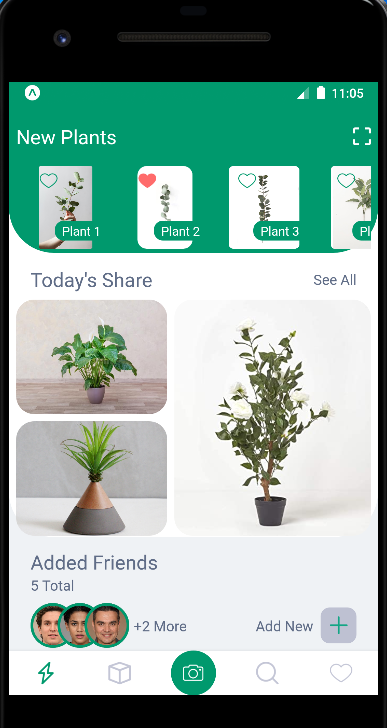 11:05
New Plants
Plant 1
Plant 2
Plant 3
Pl
Today's Share
See All
Added Friends
5 Total
+2 More
Add New